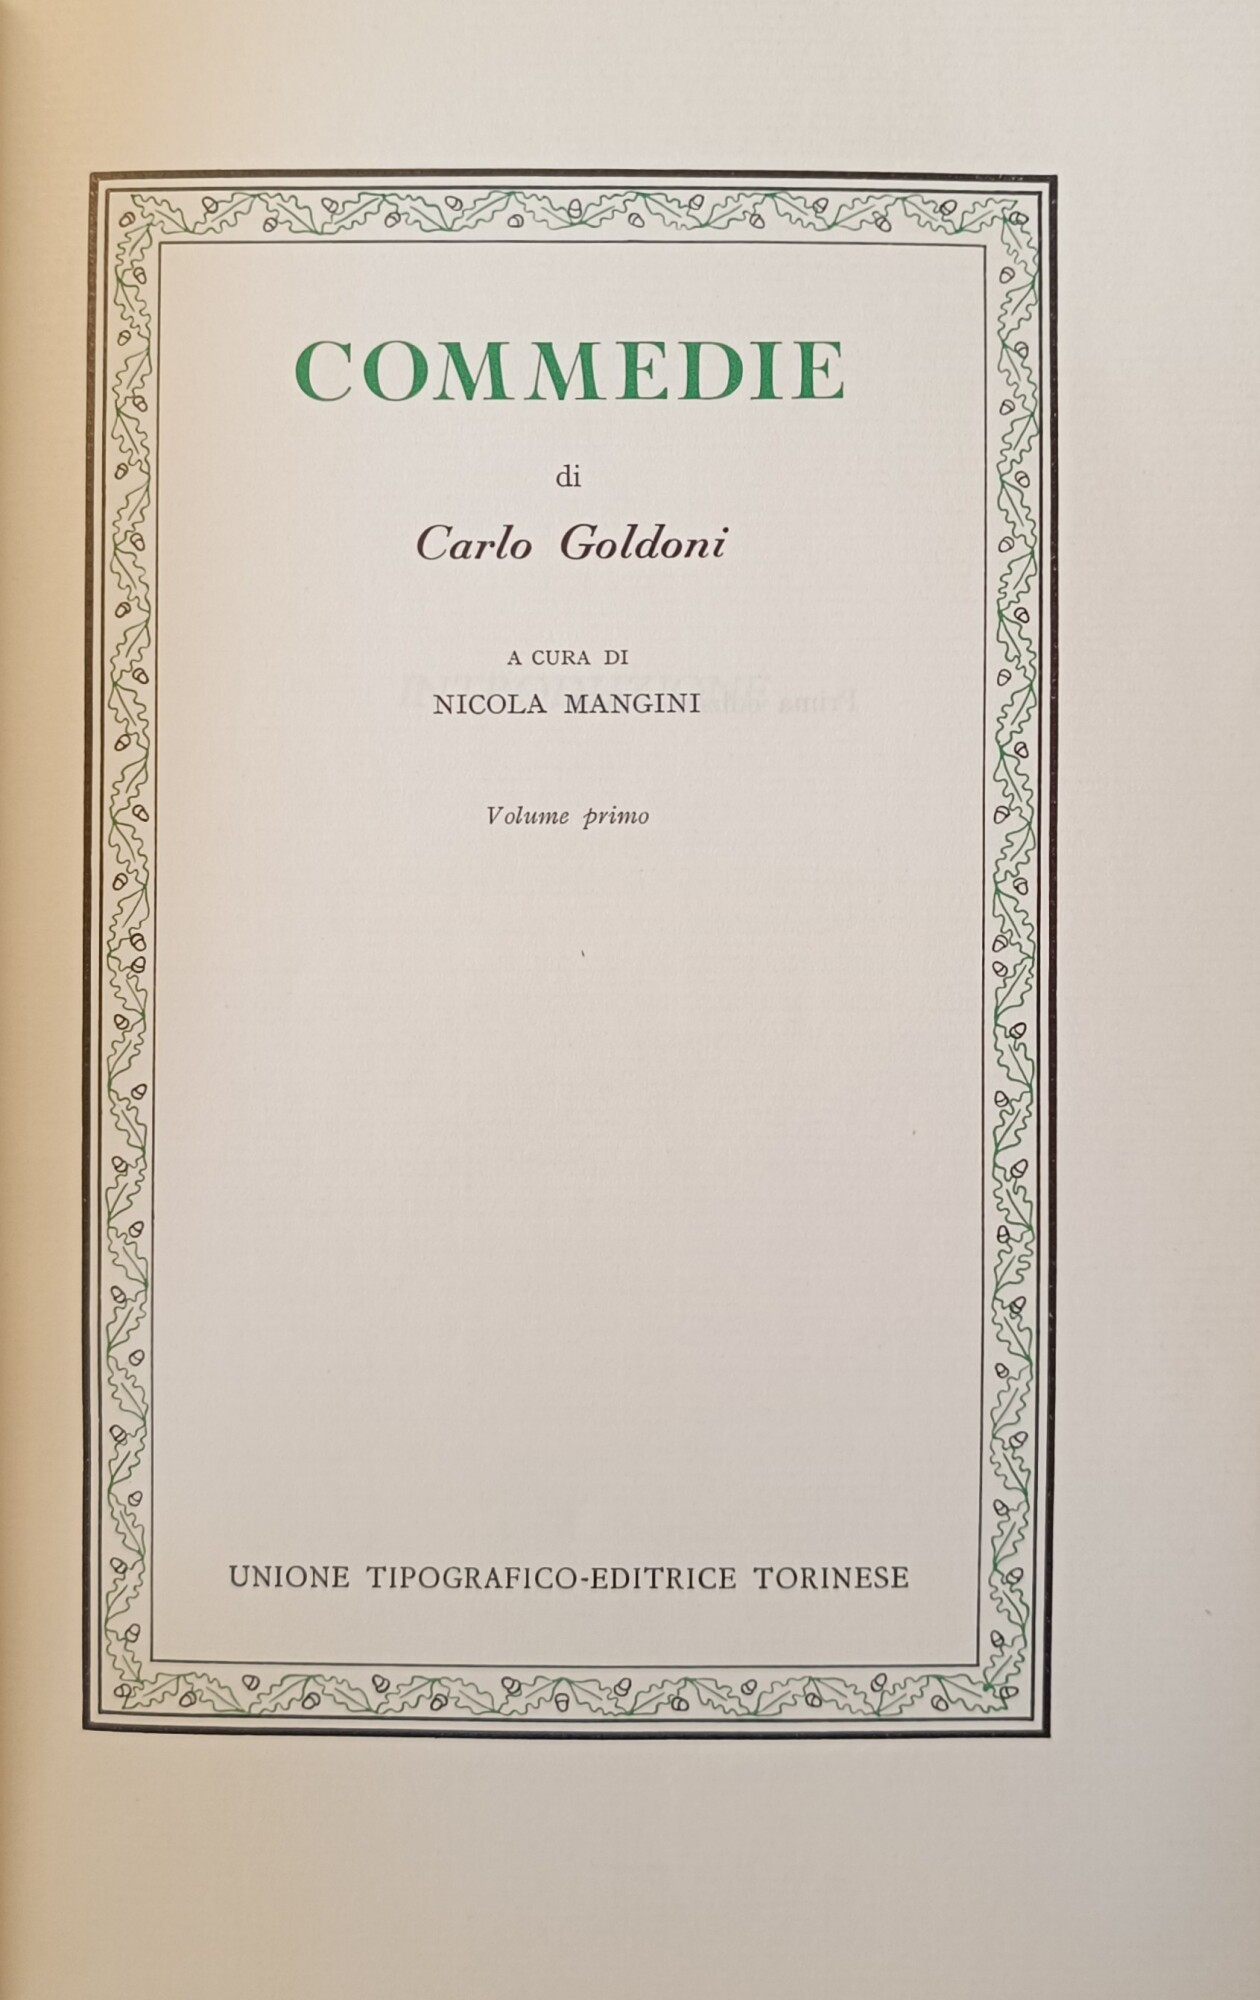 COMMEDIE
di
Carlo Goldoni
A CURA DI
NICOLA MANGINI
Volume primo
UNIONE TIPOGRAFICO-EDITRICE TORINESE